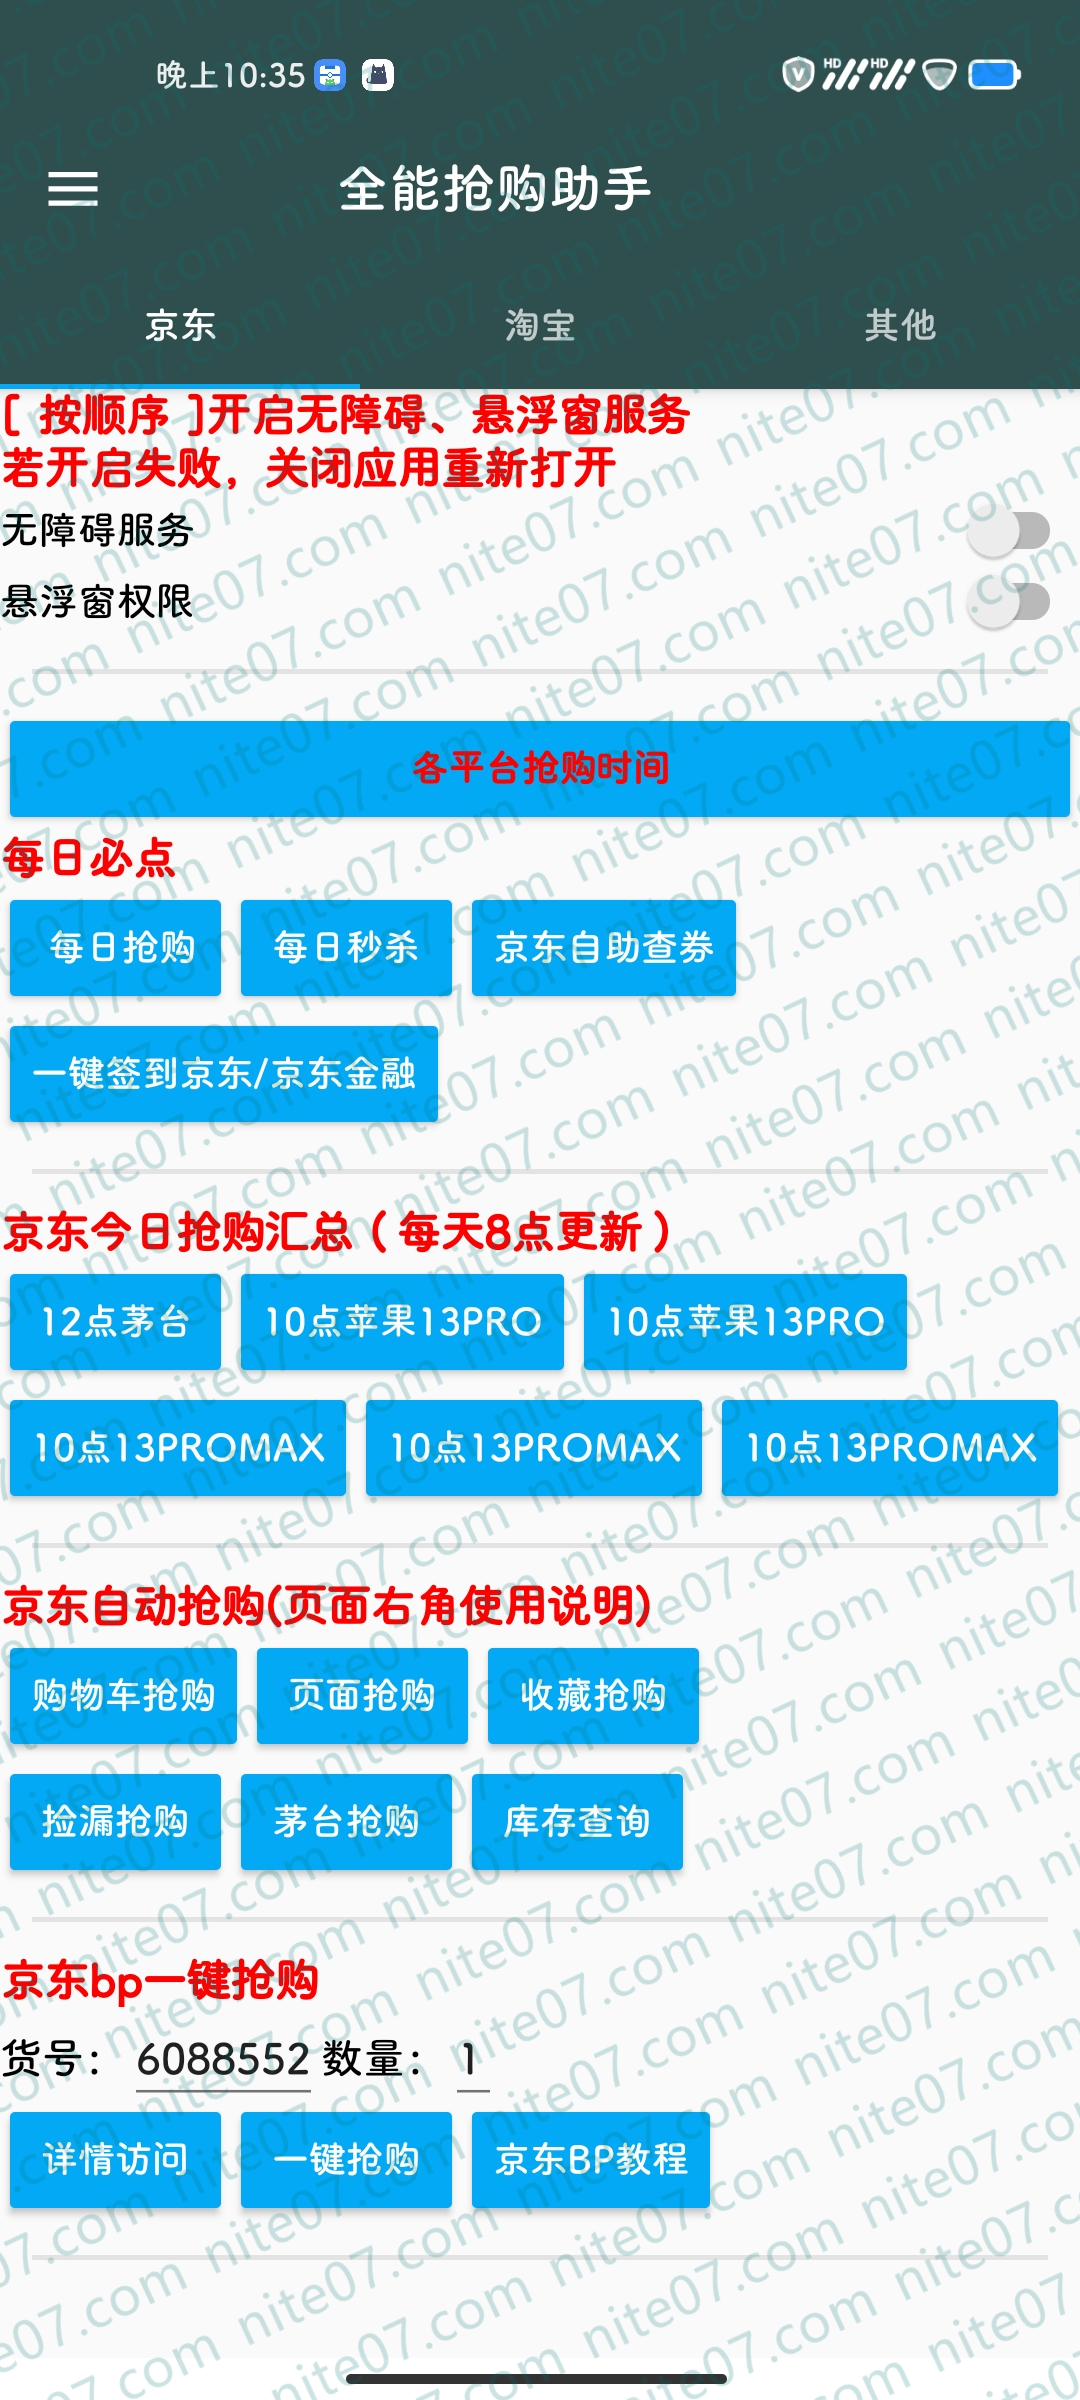 晚上10:35
HD HD
全能抢购助手
京东 淘宝 其他
[ 按顺序 ]开启无障碍、悬浮窗服务
若开启失败，关闭应用重新打开
无障碍服务
悬浮窗权限
各平台抢购时间
每日必点
每日抢购 每日秒杀 京东自助查券
一键签到京东/京东金融
京东今日抢购汇总（每天8点更新）
12点茅台 10点苹果13PRO 10点苹果13PRO
10点13PROMAX 10点13PROMAX 10点13PROMAX
京东自动抢购(页面右角使用说明)
购物车抢购 页面抢购 收藏抢购
捡漏抢购 茅台抢购 库存查询
京东bp一键抢购
货号： 6088552 数量： 1
详情访问 一键抢购 京东BP教程
nite07.com